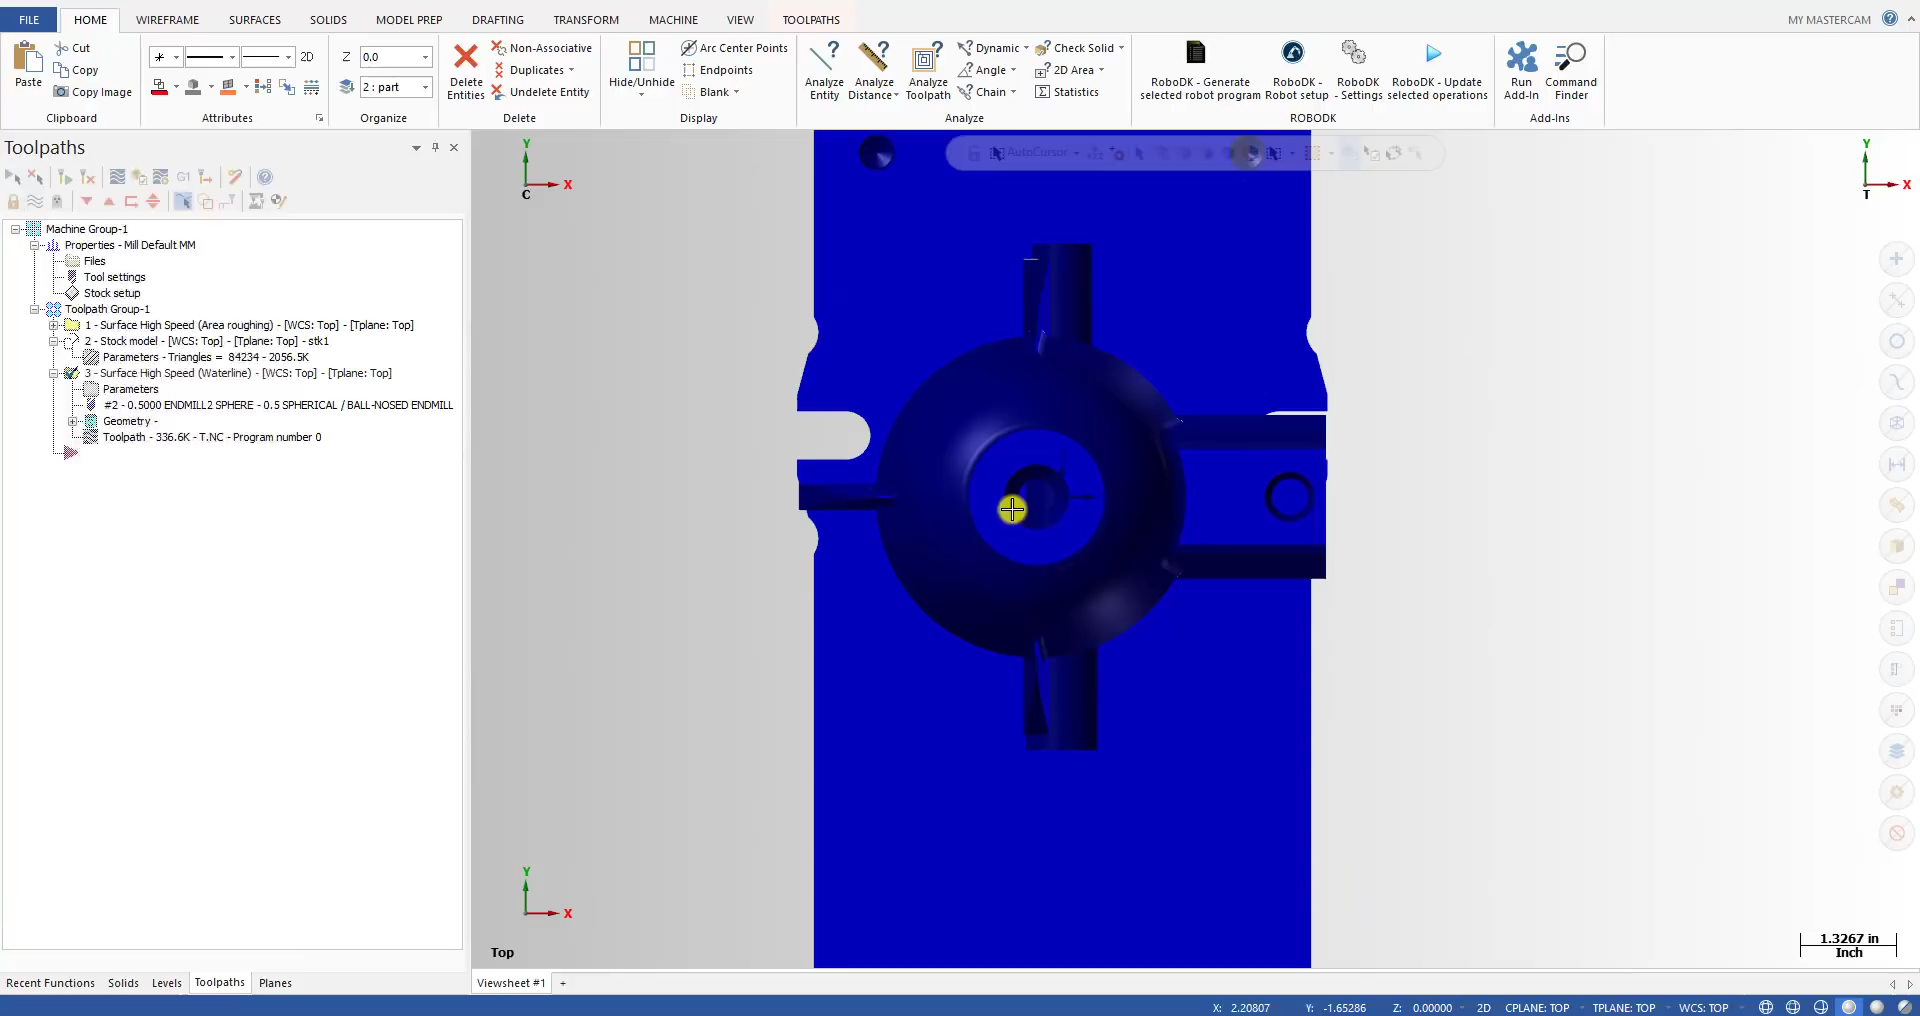 FILE HOME WIREFRAME SURFACES SOLIDS MODEL PREP DRAFTING TRANSFORM MACHINE VIEW TOOLPATHS MY MASTERCAM
Paste Cut Copy Copy Image
Clipboard
2D
Attributes
Z 0.0
2 : part
Organize
Delete Entities Non-Associative Duplicates Undelete Entity
Delete
Hide/Unhide Arc Center Points Endpoints Blank
Display
Analyze Entity Analyze Distance Analyze Toolpath Dynamic Angle Chain Check Solid 2D Area Statistics
Analyze
RoboDK - Generate selected robot program RoboDK - Robot setup RoboDK - Settings RoboDK - Update selected operations
ROBODK
Run Add-In Command Finder
Add-Ins
Toolpaths
G1
Machine Group-1
Properties - Mill Default MM
Files
Tool settings
Stock setup
Toolpath Group-1
1 - Surface High Speed (Area roughing) - [WCS: Top] - [Tplane: Top]
2 - Stock model - [WCS: Top] - [Tplane: Top] - stk1
Parameters - Triangles = 84234 - 2056.5K
3 - Surface High Speed (Waterline) - [WCS: Top] - [Tplane: Top]
Parameters
#2 - 0.5000 ENDMILL2 SPHERE - 0.5 SPHERICAL / BALL-NOSED ENDMILL
Geometry -
Toolpath - 336.6K - T.NC - Program number 0
Y
X
C
AutoCursor
Y
X
T
Y
X
Top
1.3267 in
Inch
Recent Functions Solids Levels Toolpaths Planes
Viewsheet #1 +
X: 2.20807 Y: -1.65286 Z: 0.00000 2D CPLANE: TOP TPLANE: TOP WCS: TOP